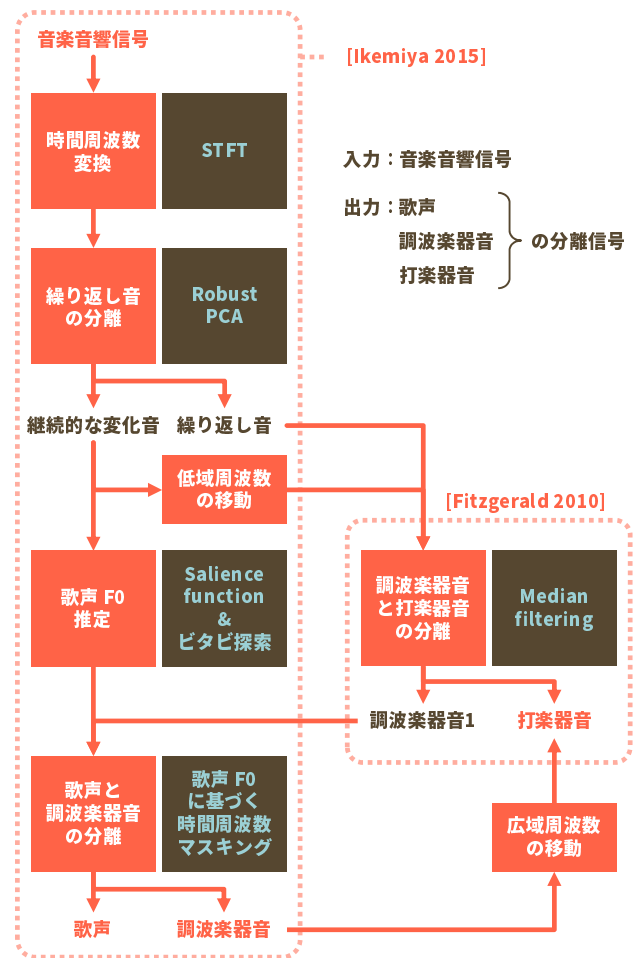 音楽音響信号
[Ikemiya 2015]
時間周波数
変換
STFT
入力：音楽音響信号
出力：歌声
調波楽器音
打楽器音
の分離信号
繰り返し音
の分離
Robust
PCA
継続的な変化音
繰り返し音
低域周波数
の移動
[Fitzgerald 2010]
歌声 F0
推定
Salience
function
&
ビタビ探索
調波楽器音
と打楽器音
の分離
Median
filtering
調波楽器音1
打楽器音
歌声と
調波楽器音
の分離
歌声 F0
に基づく
時間周波数
マスキング
広域周波数
の移動
歌声
調波楽器音